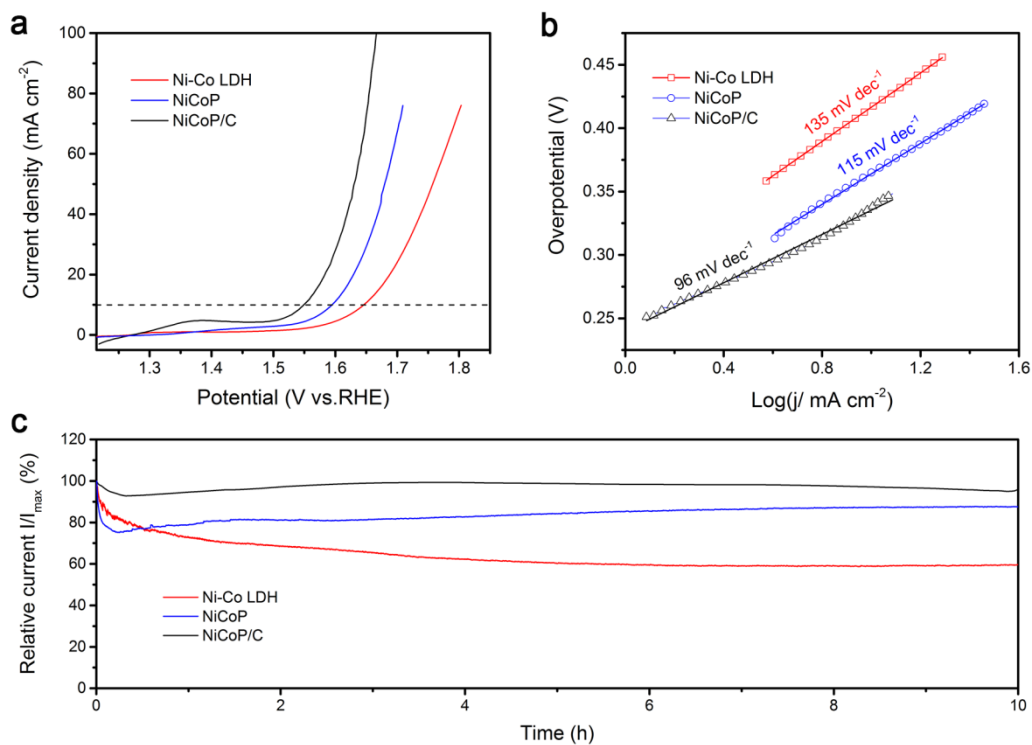 a
100
80
60
40
20
0
Current density (mA cm⁻²)
Ni-Co LDH
NiCoP
NiCoP/C
1.3 1.4 1.5 1.6 1.7 1.8
Potential (V vs.RHE)
b
0.45
0.40
0.35
0.30
0.25
Overpotential (V)
Ni-Co LDH
NiCoP
NiCoP/C
135 mV dec⁻¹
115 mV dec⁻¹
96 mV dec⁻¹
0.0 0.4 0.8 1.2 1.6
Log(j/ mA cm⁻²)
c
120
100
80
60
40
20
0
Relative current I/Iₘₐₓ (%)
Ni-Co LDH
NiCoP
NiCoP/C
0 2 4 6 8 10
Time (h)